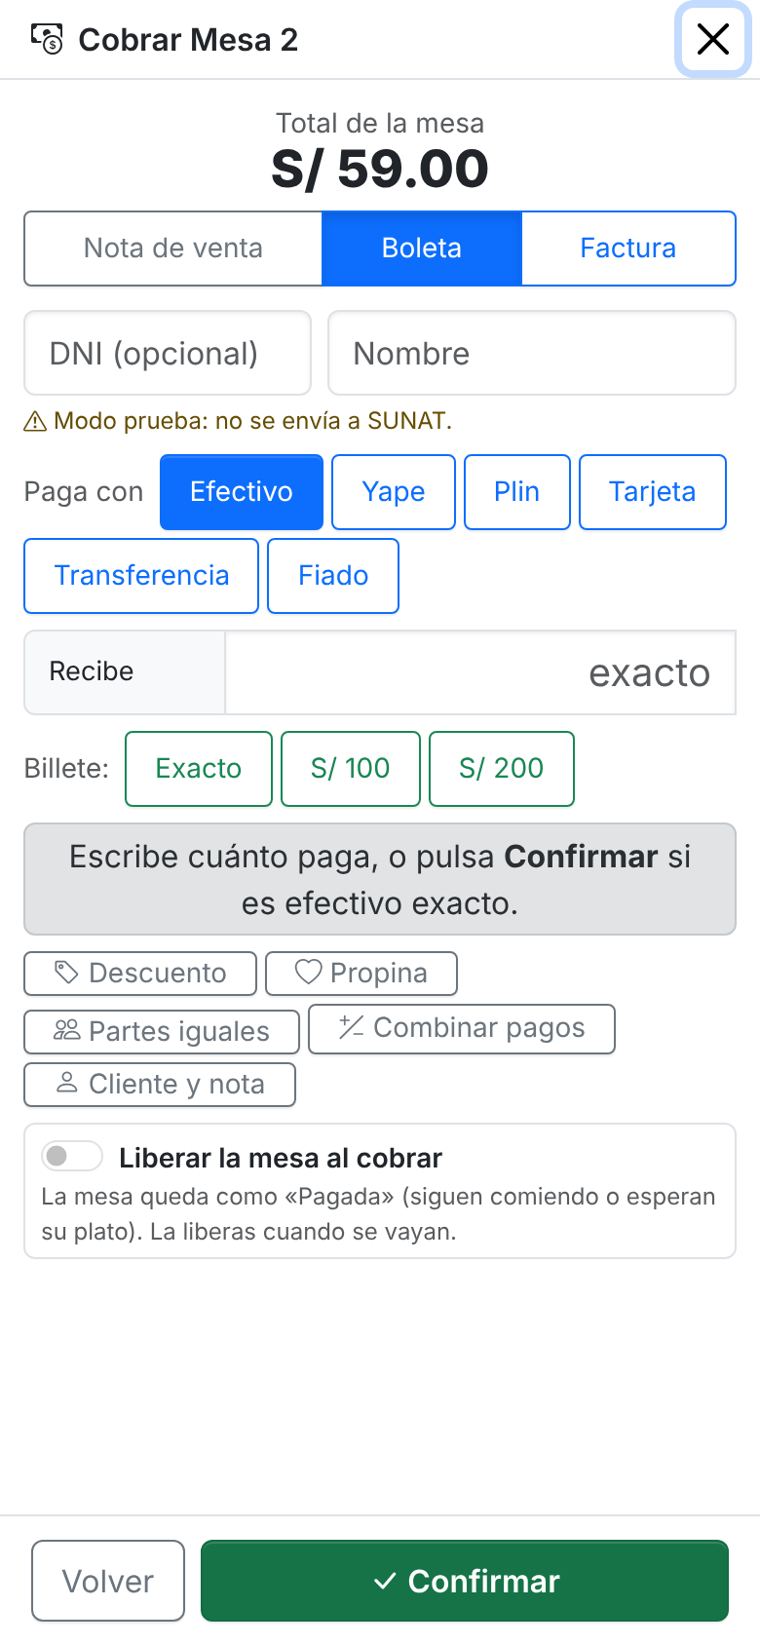 Cobrar Mesa 2
Total de la mesa
S/ 59.00
Nota de venta Boleta Factura
DNI (opcional) Nombre
Modo prueba: no se envía a SUNAT.
Paga con Efectivo Yape Plin Tarjeta
Transferencia Fiado
Recibe exacto
Billete: Exacto S/ 100 S/ 200
Escribe cuánto paga, o pulsa Confirmar si
es efectivo exacto.
Descuento Propina
Partes iguales Combinar pagos
Cliente y nota
Liberar la mesa al cobrar
La mesa queda como «Pagada» (siguen comiendo o esperan
su plato). La liberas cuando se vayan.
Volver Confirmar